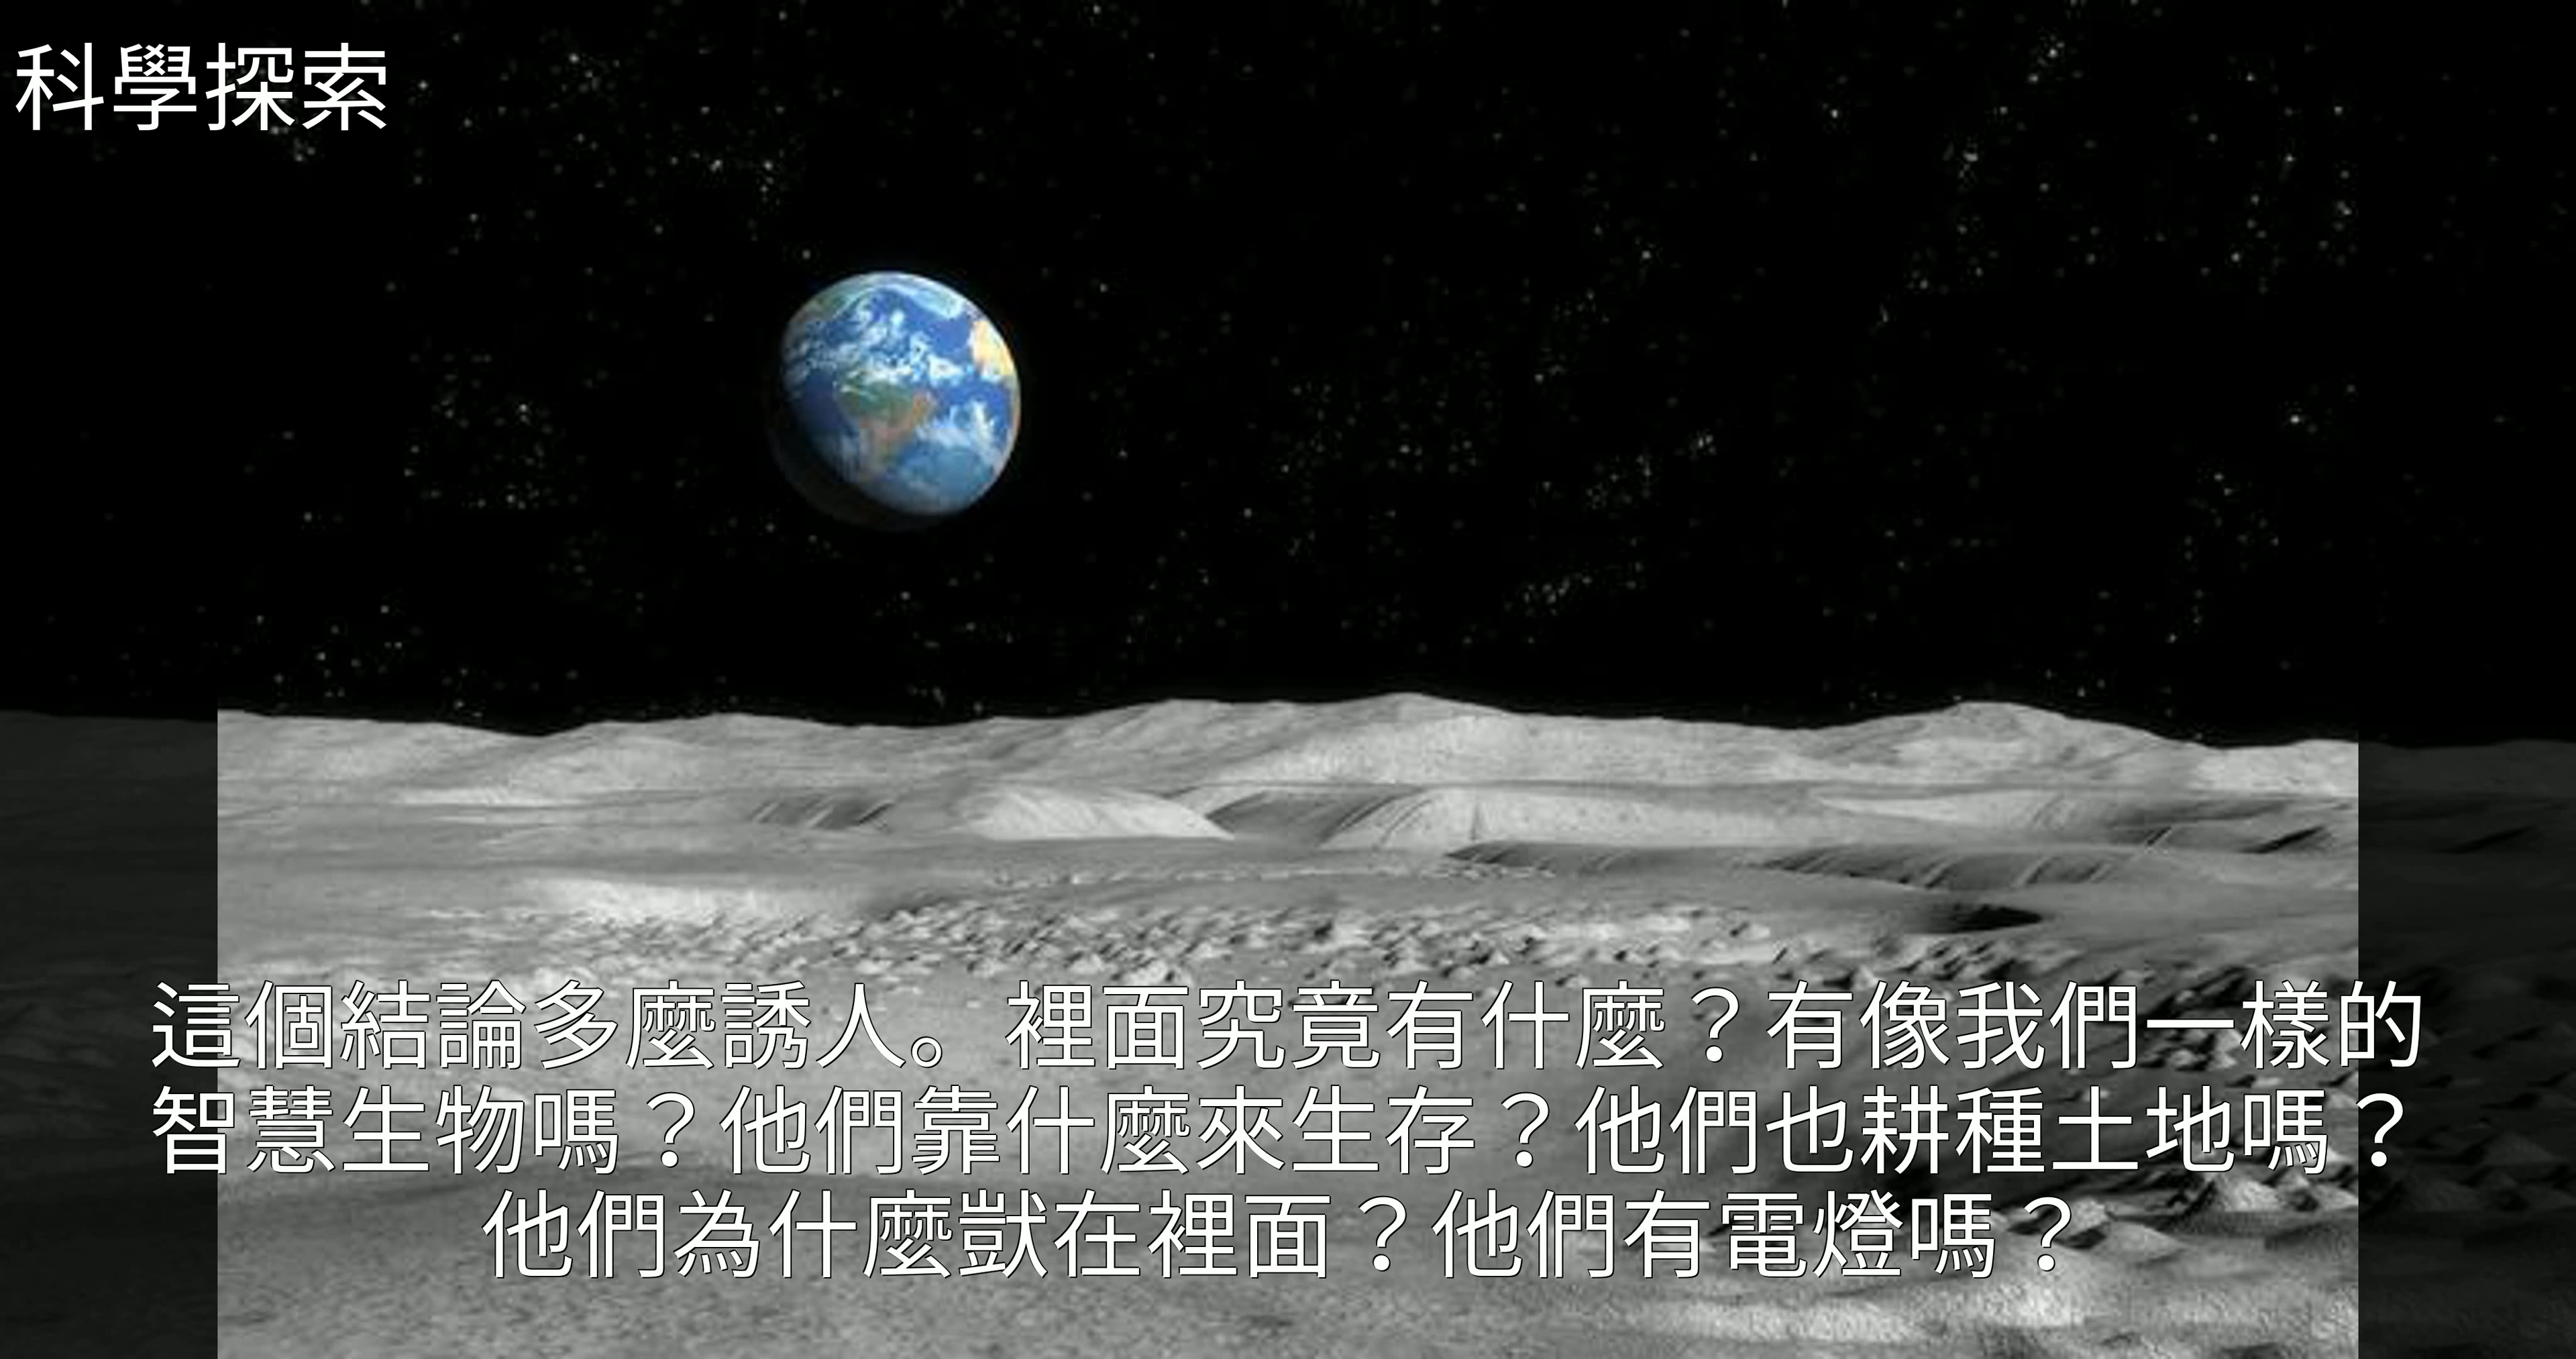 科學探索
這個結論多麼誘人。裡面究竟有什麼？有像我們一樣的
智慧生物嗎？他們靠什麼來生存？他們也耕種土地嗎？
他們為什麼獃在裡面？他們有電燈嗎？